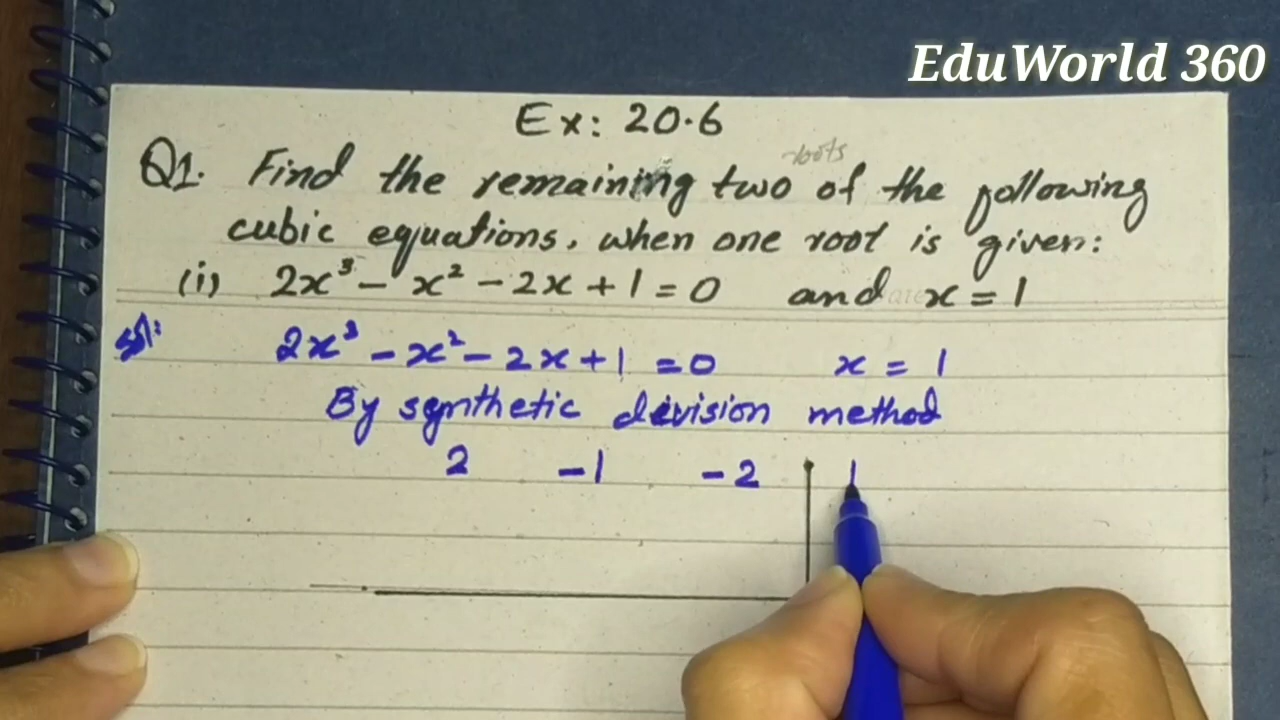 EduWorld 360
Ex: 20.6
roots
Q1. Find the remaining two of the following
cubic equations, when one root is given:
(i) 2x³ - x² - 2x + 1 = 0 and x = 1
Sol:
2x³ - x² - 2x + 1 = 0 x = 1
By synthetic division method
2 -1 -2 1